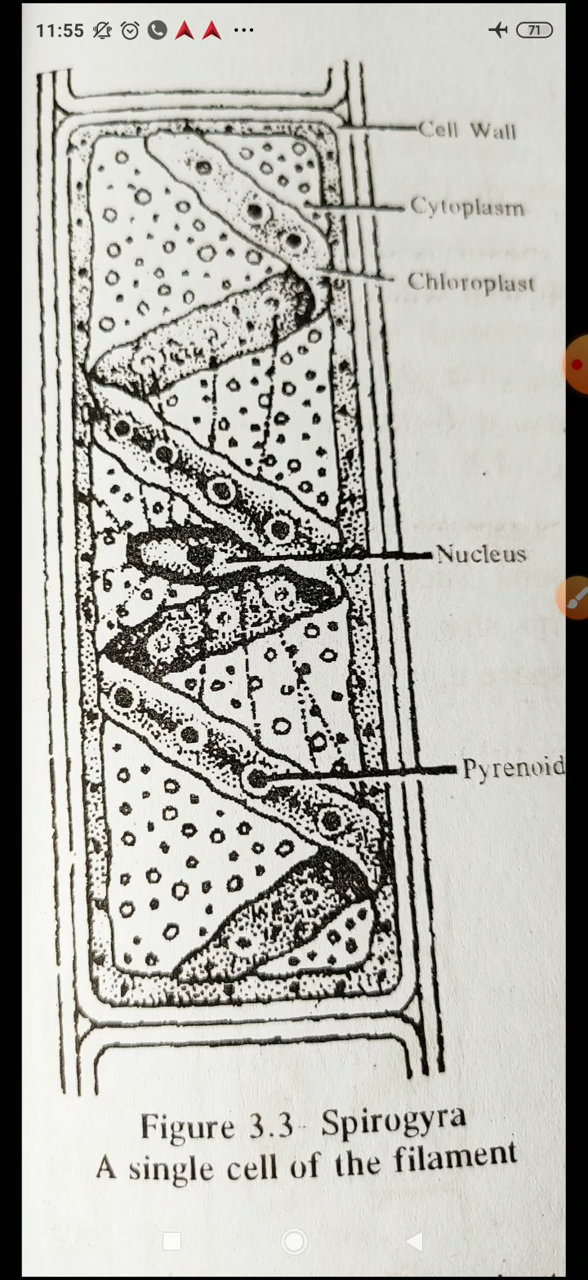 11:55
71
Cell Wall
Cytoplasm
Chloroplast
Nucleus
Pyrenoid
Figure 3.3 Spirogyra
A single cell of the filament